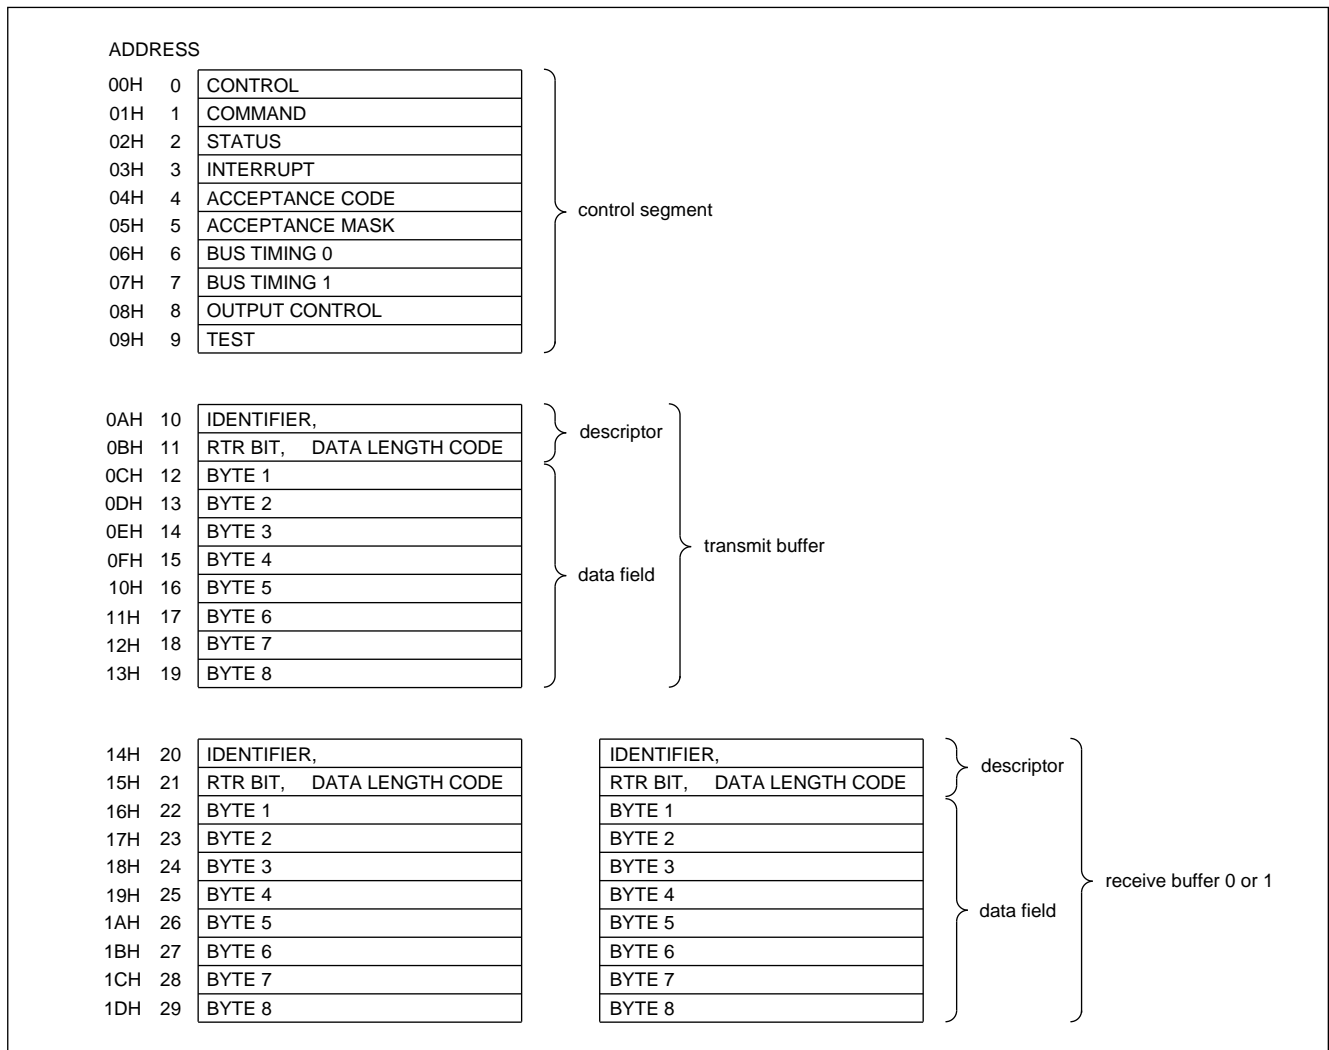 ADDRESS
00H 0 CONTROL
01H 1 COMMAND
02H 2 STATUS
03H 3 INTERRUPT
04H 4 ACCEPTANCE CODE
control segment
05H 5 ACCEPTANCE MASK
06H 6 BUS TIMING 0
07H 7 BUS TIMING 1
08H 8 OUTPUT CONTROL
09H 9 TEST
0AH 10 IDENTIFIER,
descriptor
0BH 11 RTR BIT, DATA LENGTH CODE
0CH 12 BYTE 1
0DH 13 BYTE 2
0EH 14 BYTE 3
transmit buffer
0FH 15 BYTE 4
data field
10H 16 BYTE 5
11H 17 BYTE 6
12H 18 BYTE 7
13H 19 BYTE 8
14H 20 IDENTIFIER, IDENTIFIER,
descriptor
15H 21 RTR BIT, DATA LENGTH CODE RTR BIT, DATA LENGTH CODE
16H 22 BYTE 1 BYTE 1
17H 23 BYTE 2 BYTE 2
18H 24 BYTE 3 BYTE 3
receive buffer 0 or 1
19H 25 BYTE 4 BYTE 4
data field
1AH 26 BYTE 5 BYTE 5
1BH 27 BYTE 6 BYTE 6
1CH 28 BYTE 7 BYTE 7
1DH 29 BYTE 8 BYTE 8